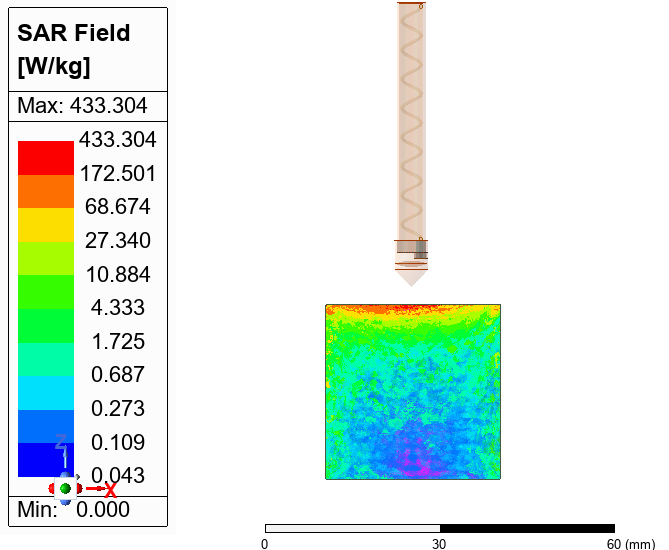 SAR Field
[W/kg]
Max: 433.304
433.304
172.501
68.674
27.340
10.884
4.333
1.725
0.687
0.273
0.109
0.043
Z
X
Min: 0.000
0 30 60 (mm)